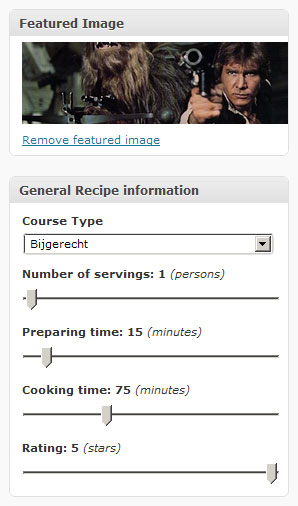 Featured Image
Remove featured image
General Recipe information
Course Type
Bijgerecht
Number of servings: 1 (persons)
Preparing time: 15 (minutes)
Cooking time: 75 (minutes)
Rating: 5 (stars)